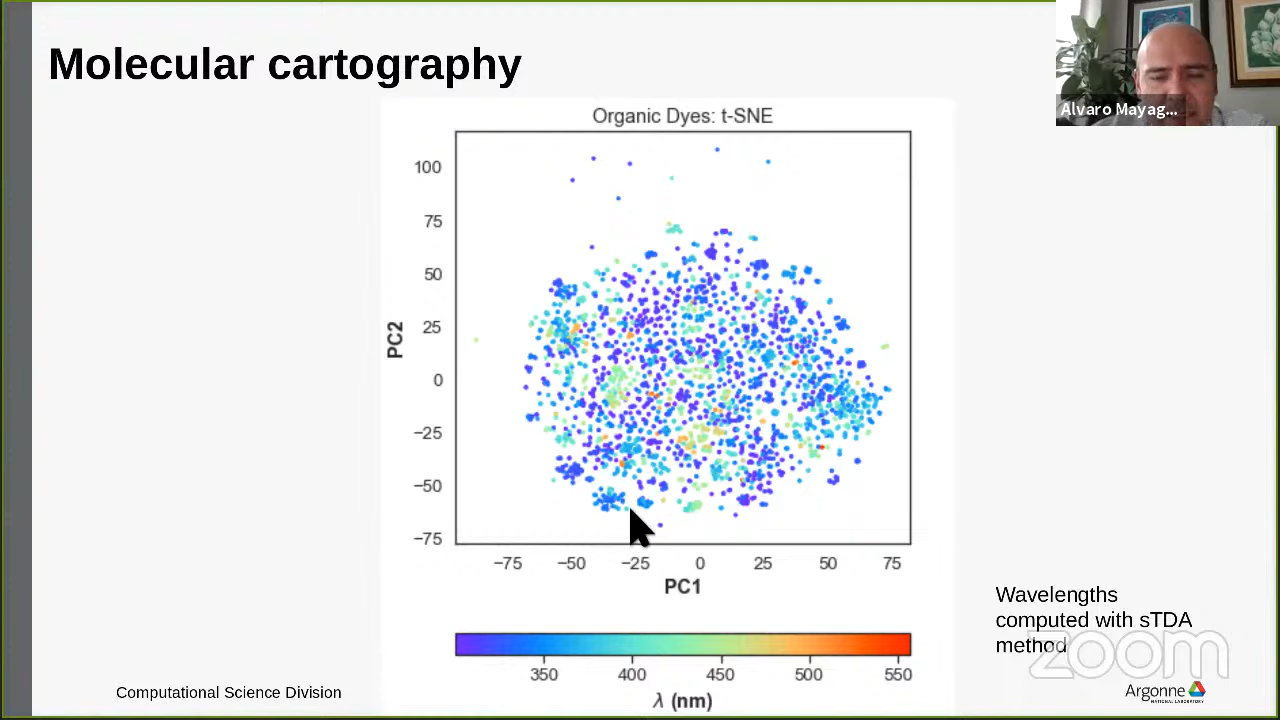 Molecular cartography
Alvaro Mayag...
Organic Dyes: t-SNE
100
75
50
25
0
−25
−50
−75
PC2
−75 −50 −25 0 25 50 75
PC1
350 400 450 500 550
λ (nm)
Wavelengths
computed with sTDA
method
zoom
Computational Science Division
Argonne
NATIONAL LABORATORY